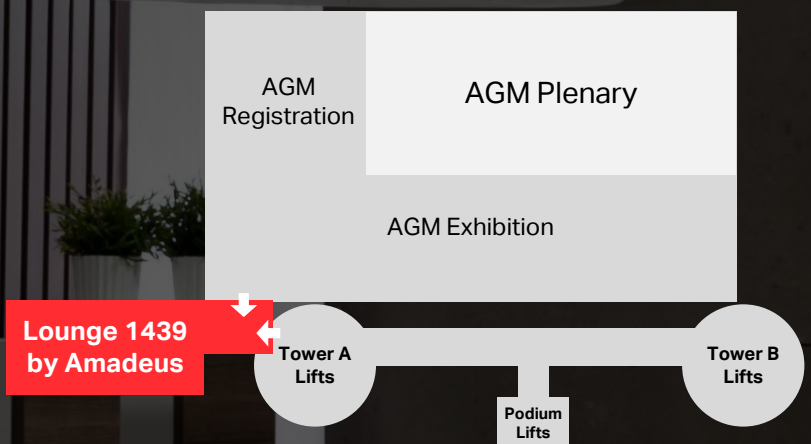 AGM
Registration
AGM Plenary
AGM Exhibition
Lounge 1439
by Amadeus
Tower A
Lifts
Tower B
Lifts
Podium
Lifts